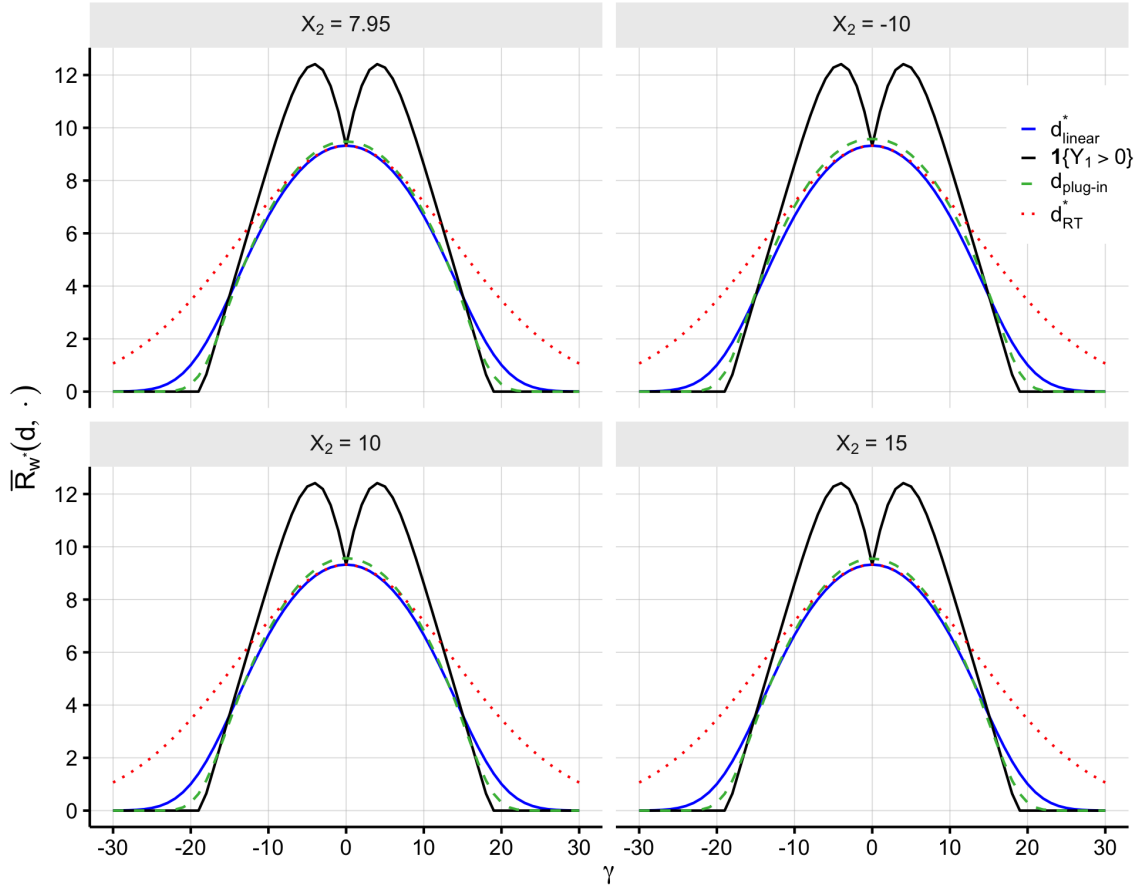 X₂ = 7.95
X₂ = -10
12
10
8
6
4
2
0
d*linear
1{Y₁ > 0}
dplug-in
d*RT
X₂ = 10
X₂ = 15
12
10
8
6
4
2
0
-30 -20 -10 0 10 20 30
-30 -20 -10 0 10 20 30
γ
R̅w*(d, ·)